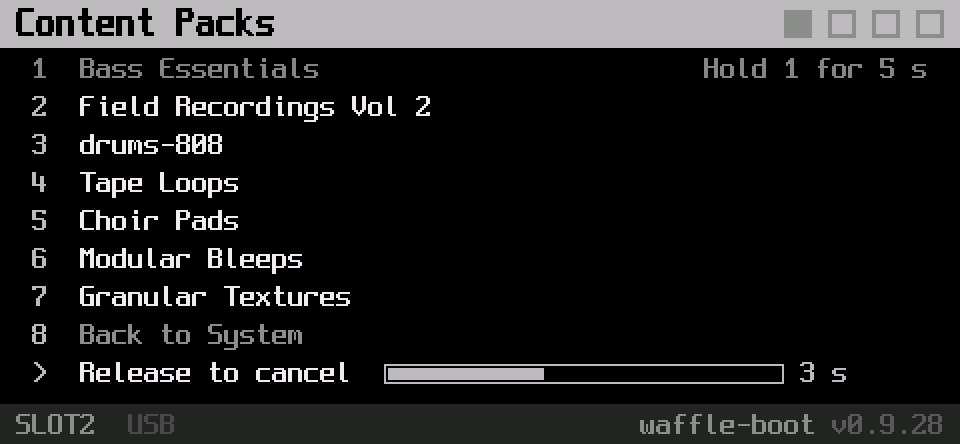 Content Packs
1 Bass Essentials Hold 1 for 5 s
2 Field Recordings Vol 2
3 drums-808
4 Tape Loops
5 Choir Pads
6 Modular Bleeps
7 Granular Textures
8 Back to System
> Release to cancel 3 s
SLOT2 USB waffle-boot v0.9.28